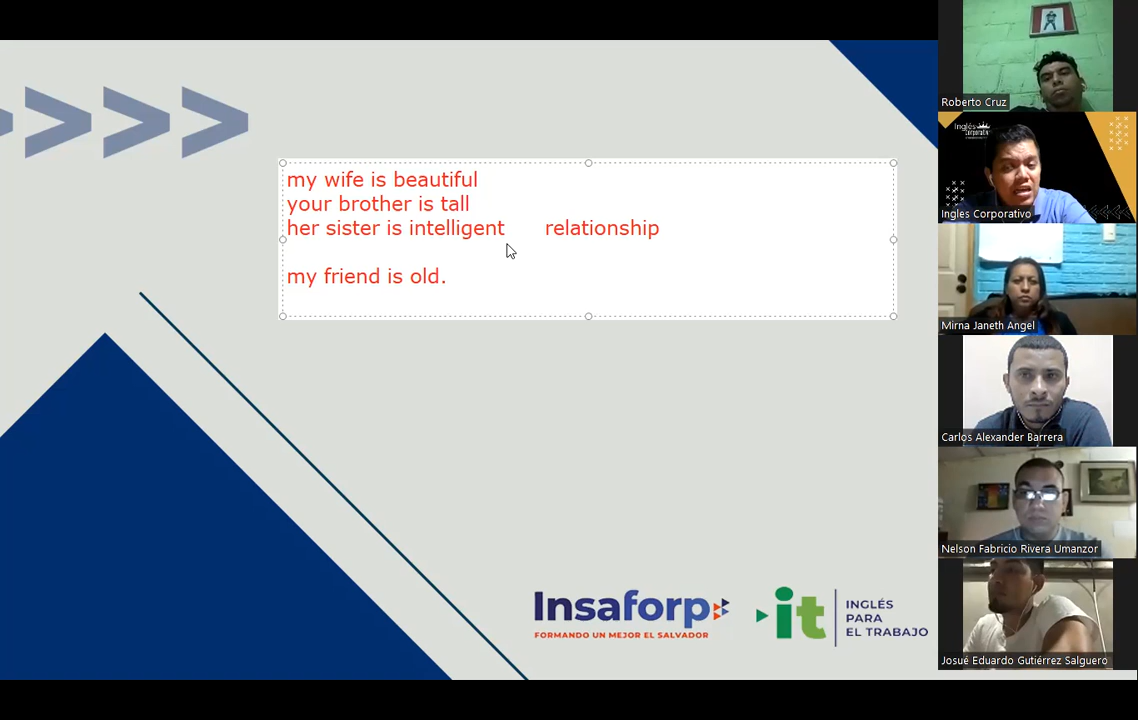 my wife is beautiful
your brother is tall
her sister is intelligent relationship
my friend is old.
Insaforp
FORMANDO UN MEJOR EL SALVADOR
it
INGLÉS
PARA
EL TRABAJO
Roberto Cruz
Inglés
Corporativo
Ingles Corporativo
Mirna Janeth Angel
Carlos Alexander Barrera
Nelson Fabricio Rivera Umanzor
Josué Eduardo Gutiérrez Salguero